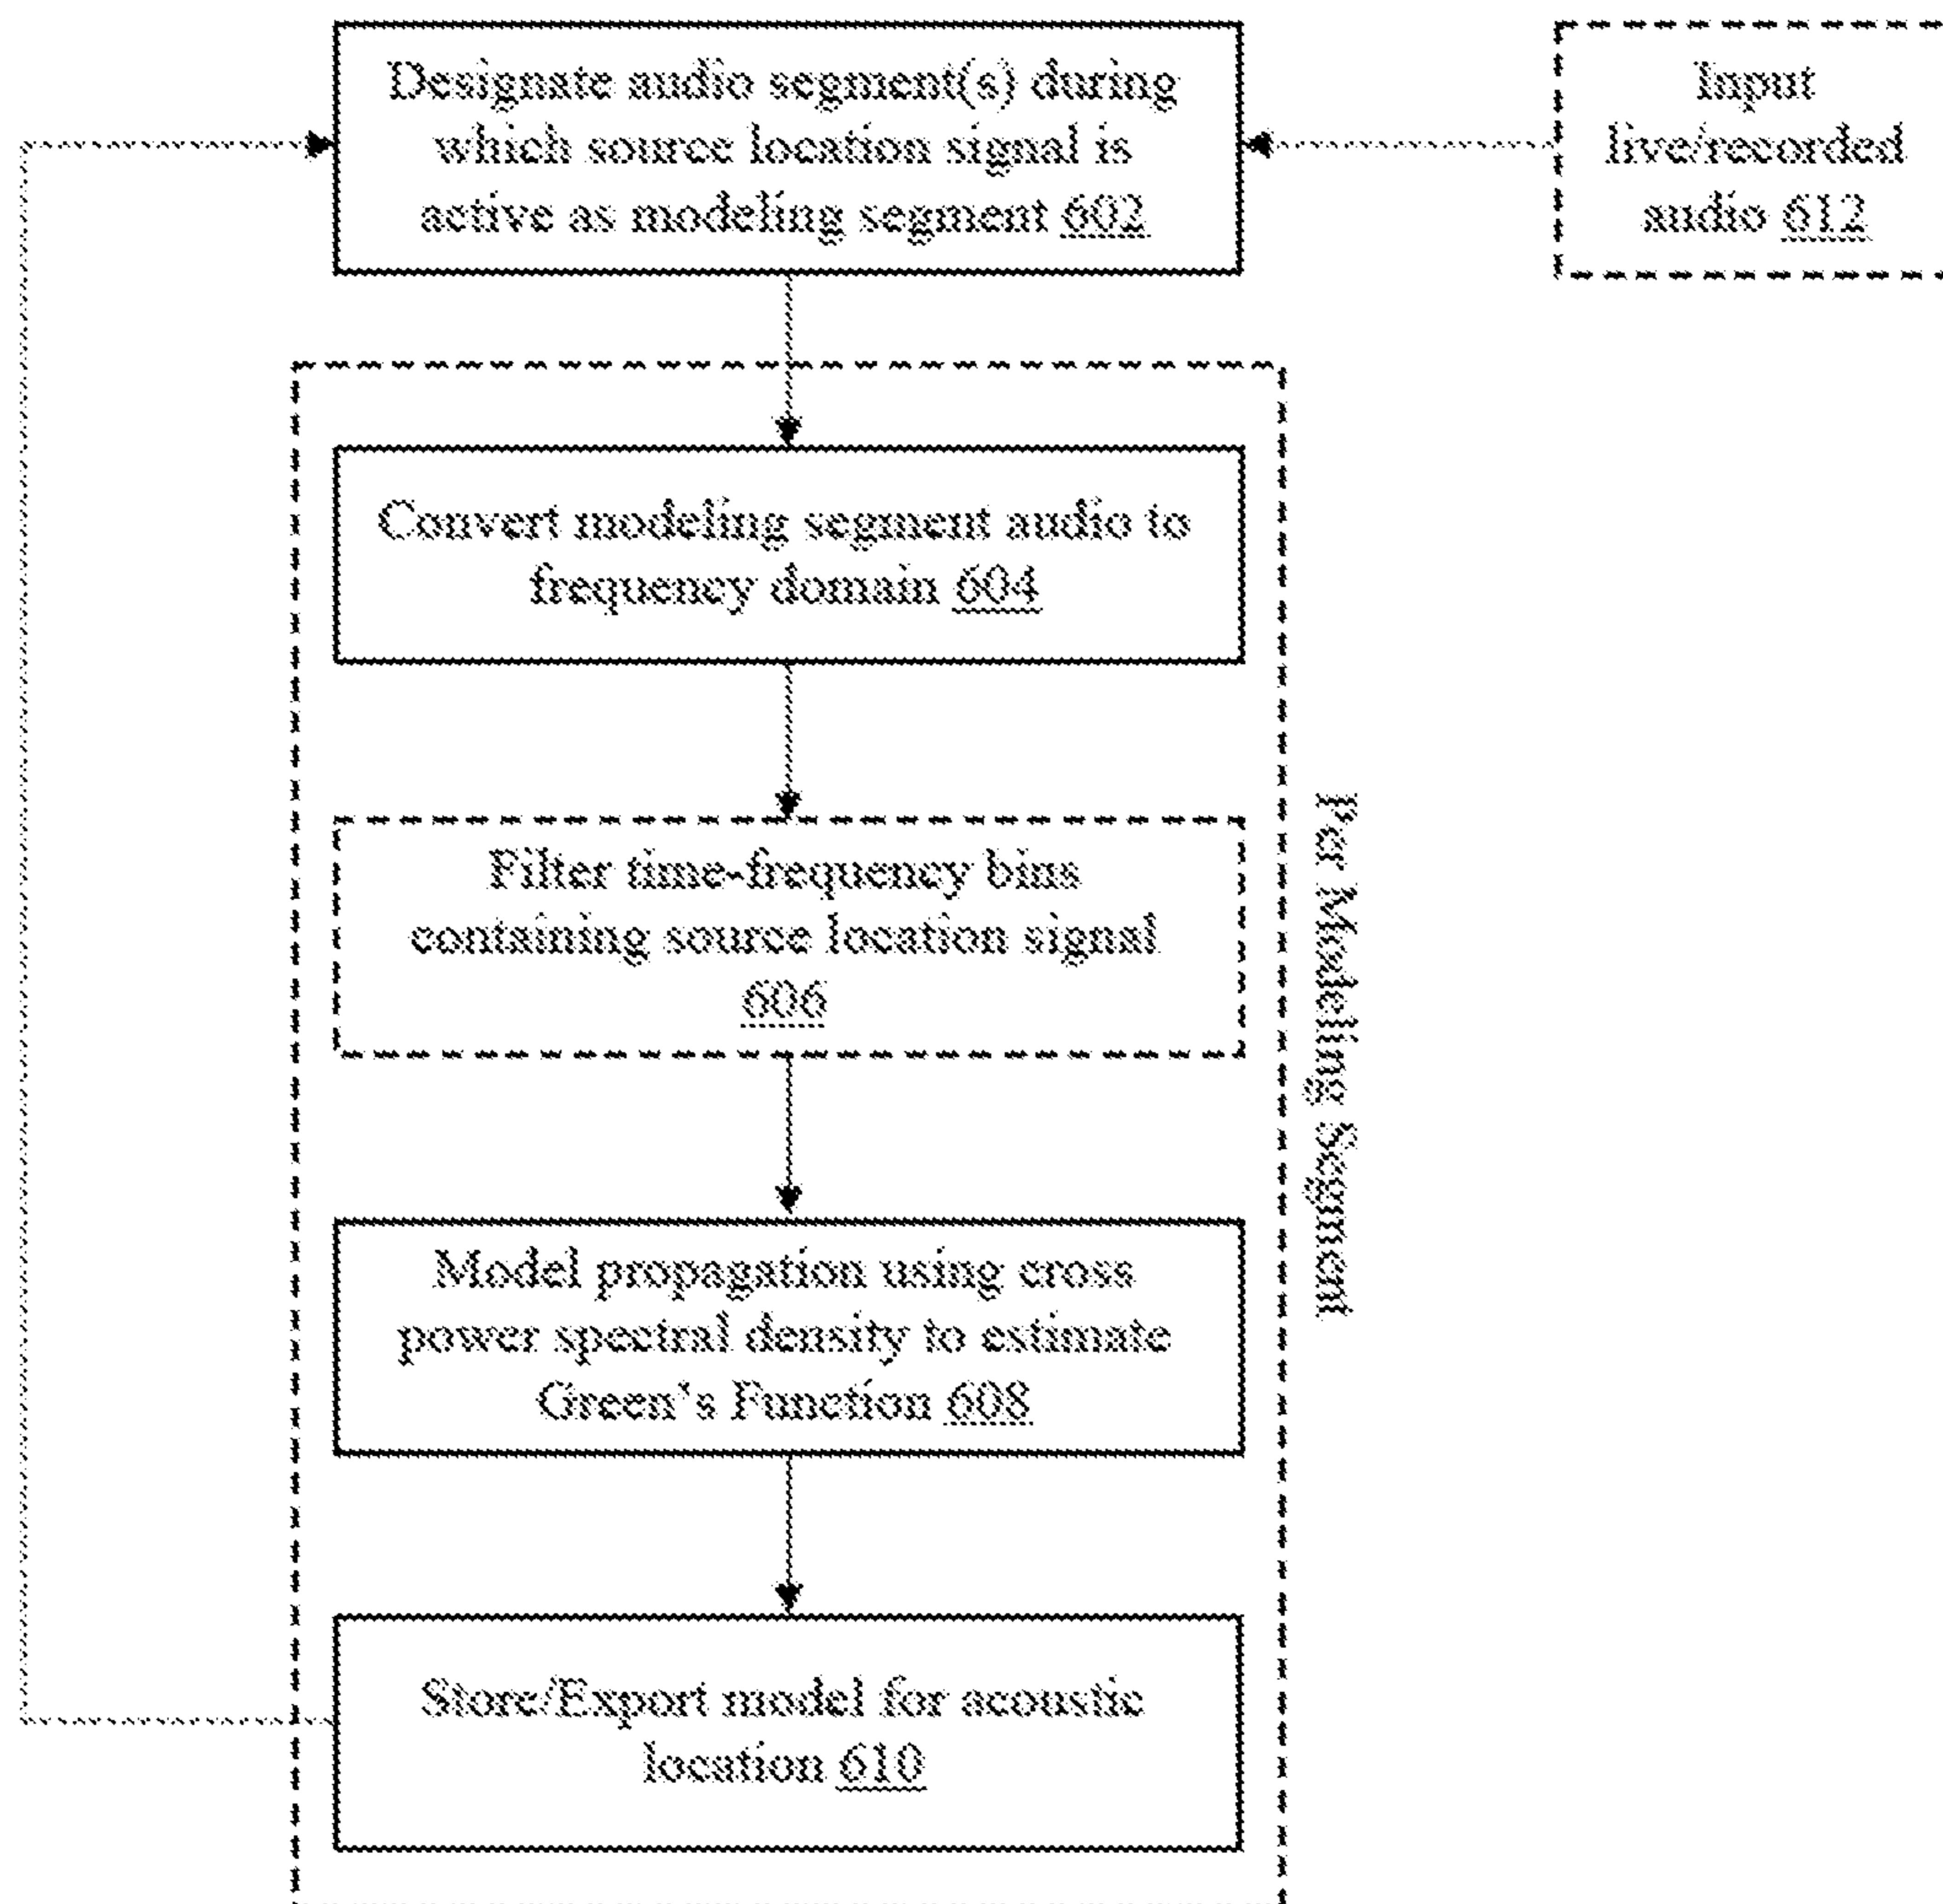 Designate audio segment(s) during
which source location signal is
active as modeling segment 602
Input
live/recorded
audio 612
Convert modeling segment audio to
frequency domain 604
Filter time-frequency bins
containing source location signal
606
Per Modeling Segment
Model propagation using cross
power spectral density to estimate
Green's Function 608
Store/Export model for acoustic
location 610